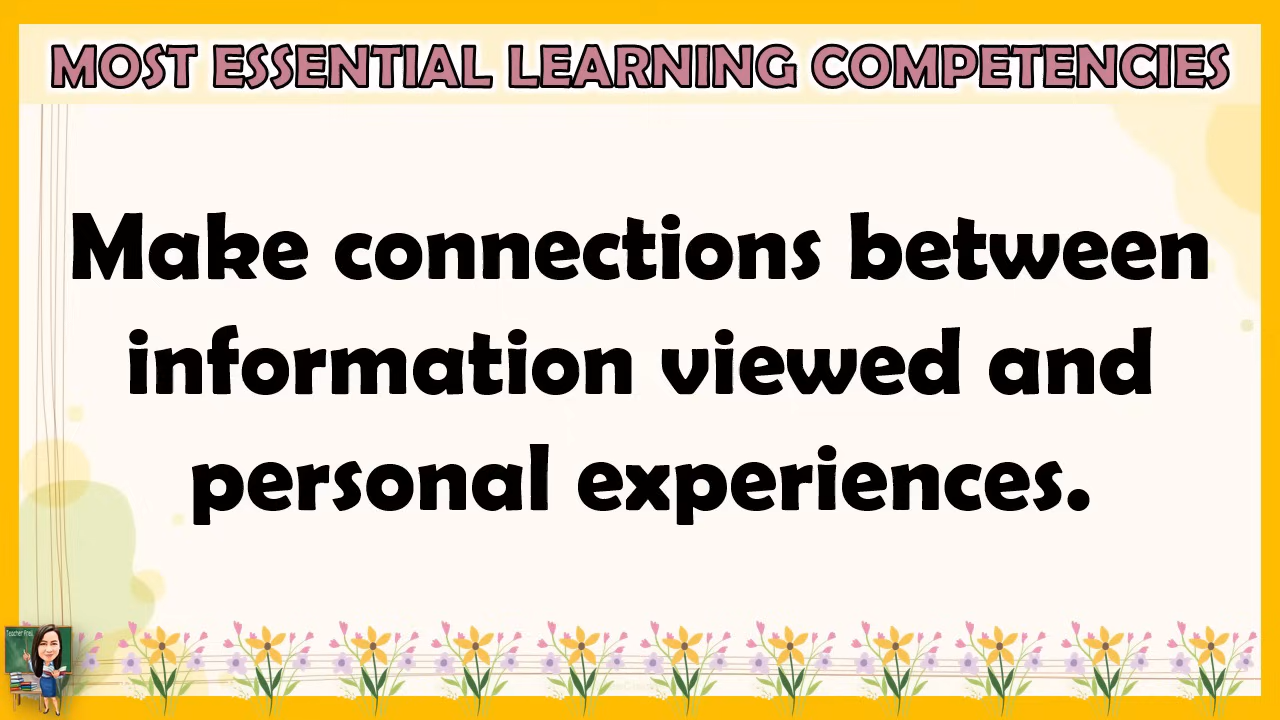 MOST ESSENTIAL LEARNING COMPETENCIES
Make connections between
information viewed and
personal experiences.